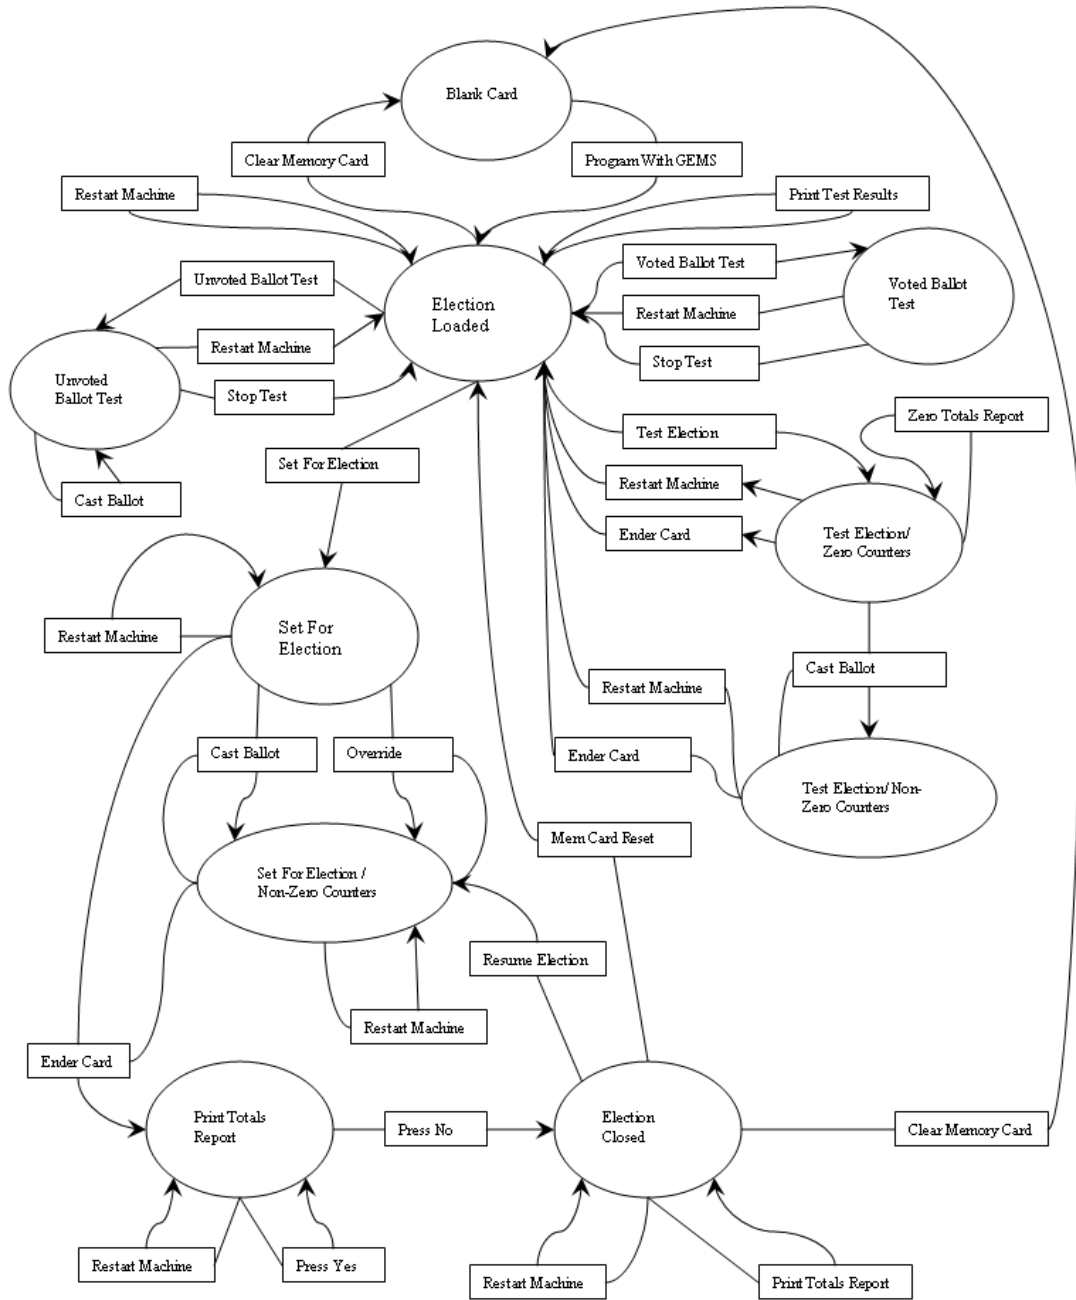 Blank Card
Clear Memory Card
Program With GEMS
Restart Machine
Print Test Results
Unvoted Ballot Test
Election
Loaded
Voted Ballot Test
Voted Ballot
Test
Restart Machine
Restart Machine
Stop Test
Unvoted
Ballot Test
Stop Test
Zero Totals Report
Test Election
Set For Election
Restart Machine
Cast Ballot
Ender Card
Test Election/
Zero Counters
Restart Machine
Set For
Election
Cast Ballot
Restart Machine
Cast Ballot
Override
Ender Card
Test Election/ Non-
Zero Counters
Mem Card Reset
Set For Election /
Non-Zero Counters
Resume Election
Restart Machine
Ender Card
Print Totals
Report
Press No
Election
Closed
Clear Memory Card
Restart Machine
Press Yes
Restart Machine
Print Totals Report